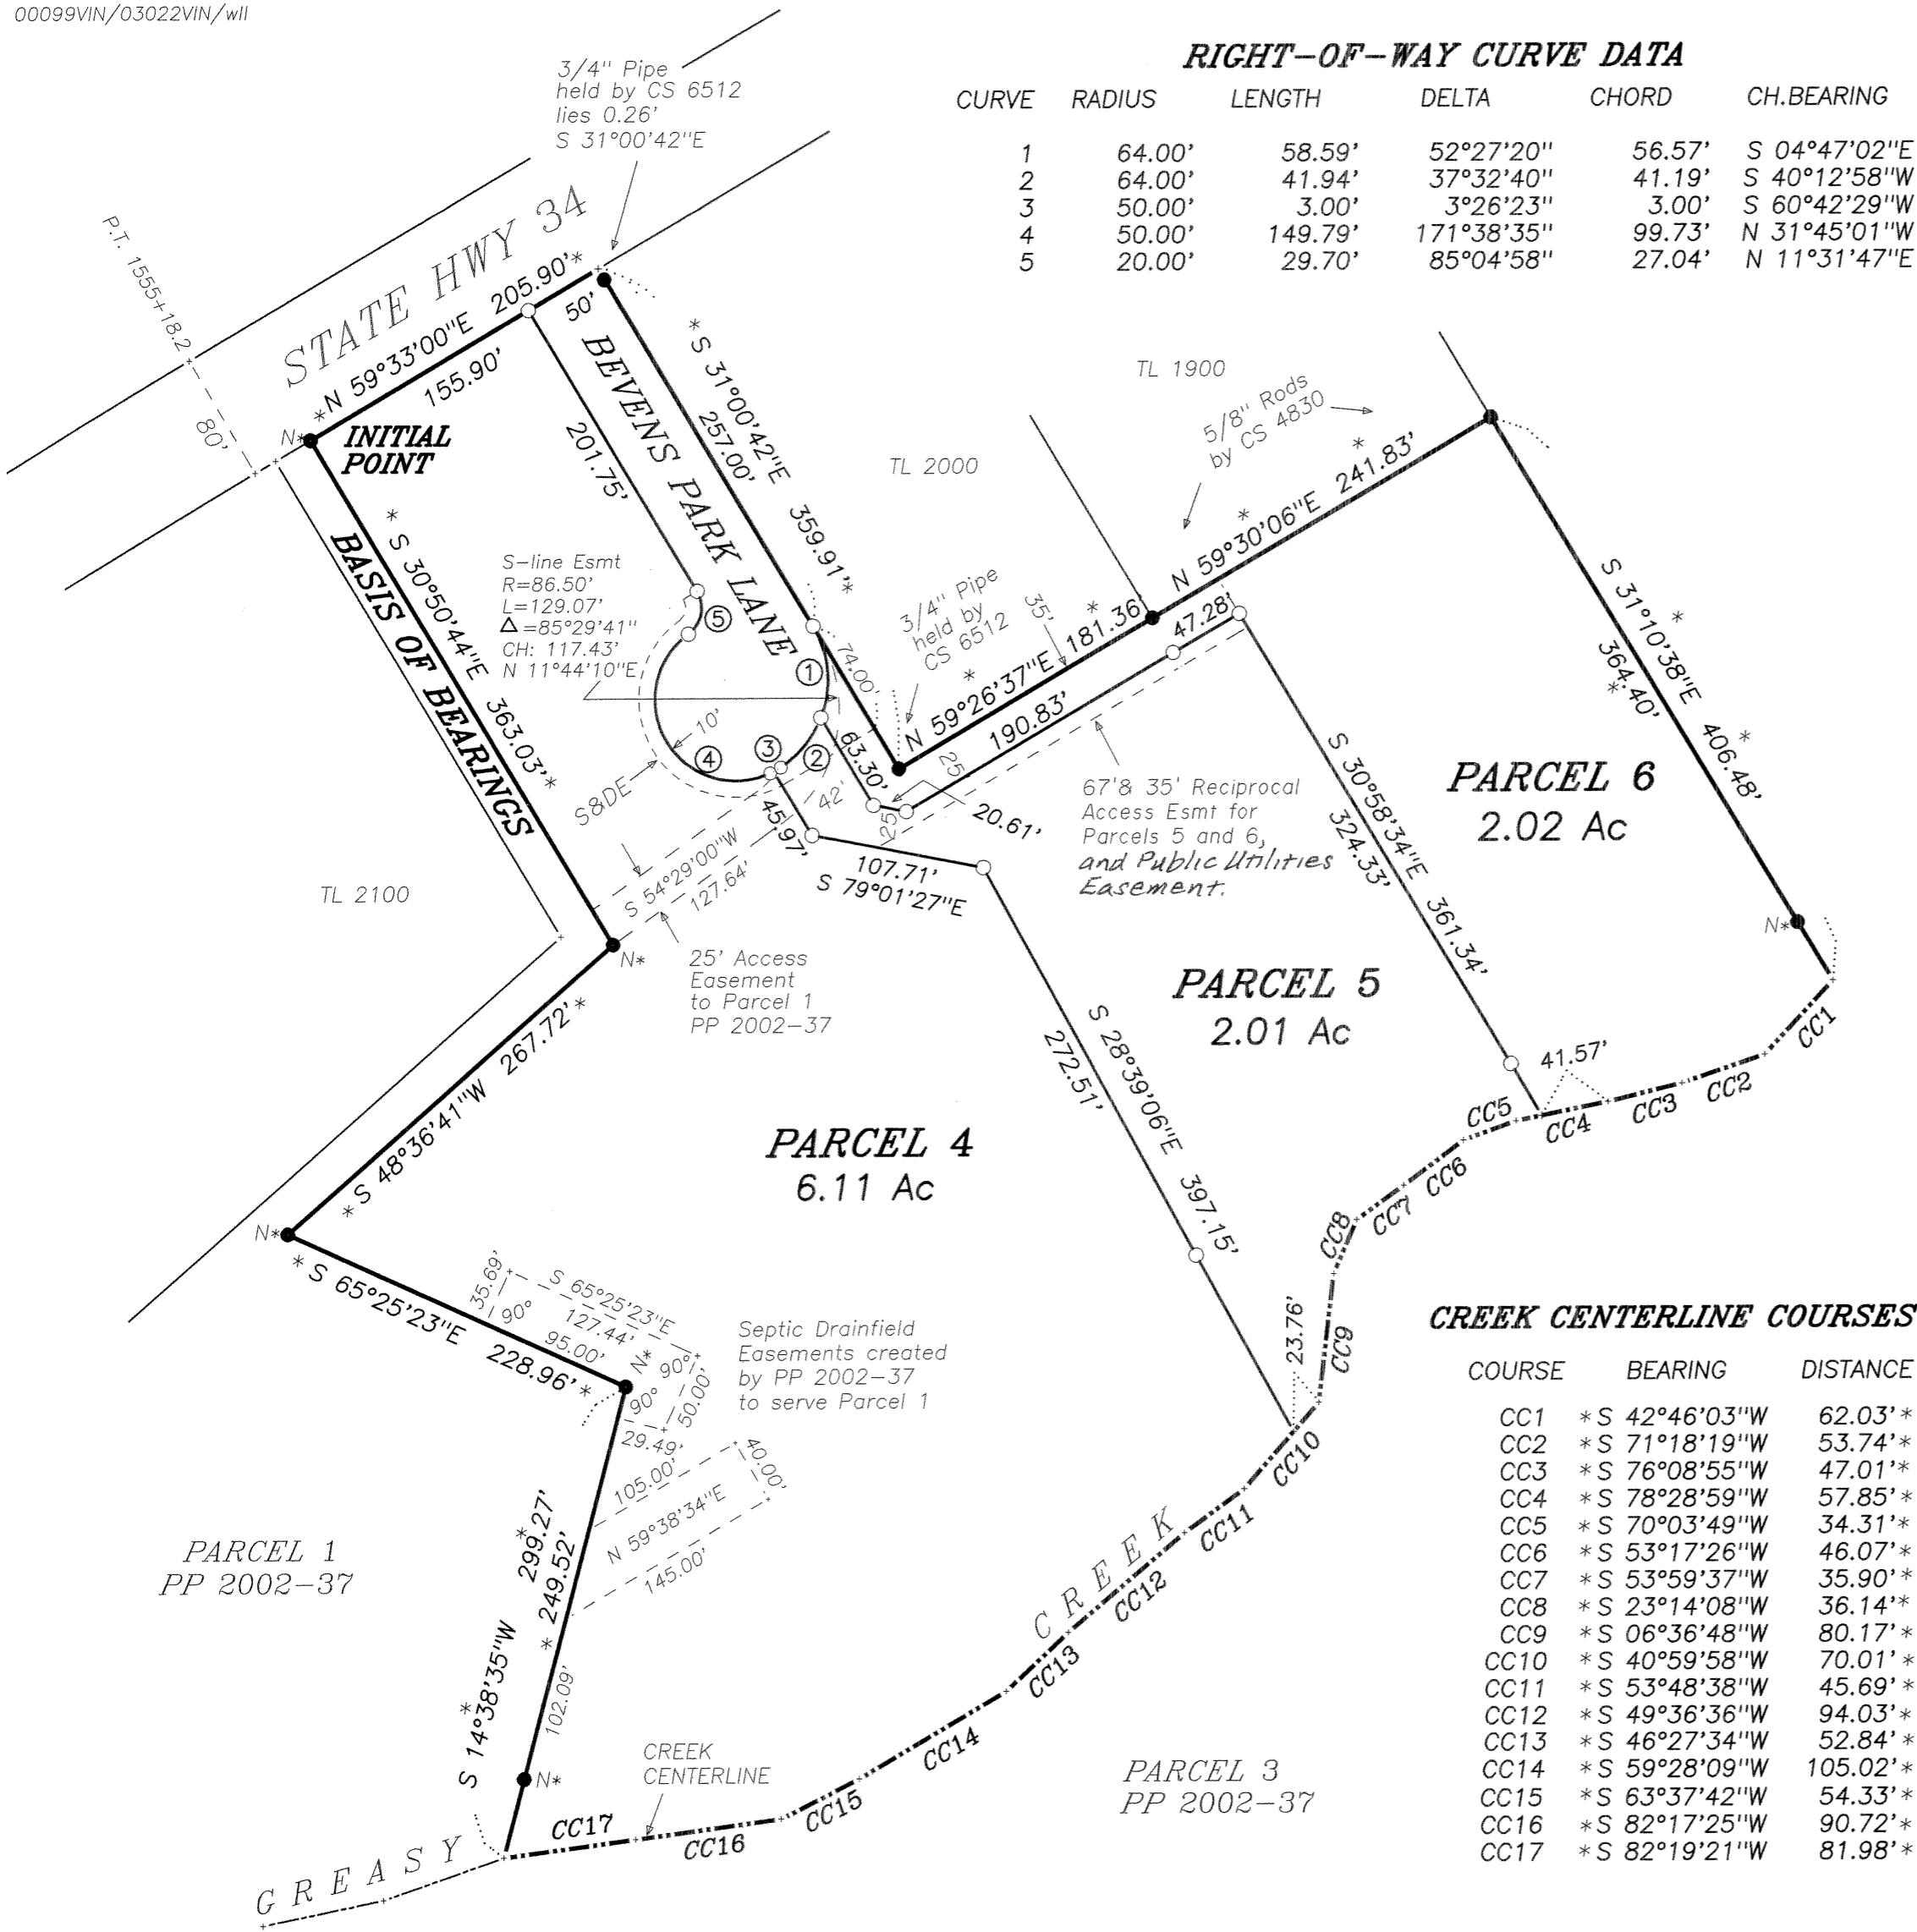 00099VIN/03022VIN/wll
3/4" Pipe
held by CS 6512
lies 0.26'
S 31°00'42"E
RIGHT-OF-WAY CURVE DATA
CURVE RADIUS LENGTH DELTA CHORD CH.BEARING
1 64.00' 58.59' 52°27'20" 56.57' S 04°47'02"E
2 64.00' 41.94' 37°32'40" 41.19' S 40°12'58"W
3 50.00' 3.00' 3°26'23" 3.00' S 60°42'29"W
4 50.00' 149.79' 171°38'35" 99.73' N 31°45'01"W
5 20.00' 29.70' 85°04'58" 27.04' N 11°31'47"E
P.T. 1555+18.2
80'
STATE HWY 34
*N 59°33'00"E 205.90'*
155.90'
50'
N*
INITIAL
POINT
BEVENS PARK LANE
201.75'
* S 31°00'42"E 359.91'*
257.00'
74.00'
TL 1900
TL 2000
5/8" Rods
by CS 4830
* N 59°30'06"E 241.83' *
47.28'
BASIS OF BEARINGS
* S 30°50'44"E 363.03'*
S-line Esmt
R=86.50'
L=129.07'
Δ=85°29'41"
CH: 117.43'
N 11°44'10"E
5
1
10'
4
3
2
63.30'
3/4" Pipe
held by
CS 6512
35'
* N 59°26'37"E 181.36' *
190.83'
25'
25'
20.61'
42'
45.97'
S&DE
S 54°29'00"W
127.64'
107.71'
S 79°01'27"E
67'& 35' Reciprocal
Access Esmt for
Parcels 5 and 6,
and Public Utilities
Easement.
S 31°10'38"E 406.48'
* *
364.40'
*
PARCEL 6
2.02 Ac
S 30°58'34"E 361.34'
324.33'
N*
TL 2100
N*
25' Access
Easement
to Parcel 1
PP 2002-37
PARCEL 5
2.01 Ac
S 28°39'06"E 397.15'
272.51'
41.57'
CC1
CC2
CC3
CC4
CC5
CC6
CC7
CC8
CC9
23.76'
CC10
CC11
CC12
CC13
CC14
CC15
CC16
CC17
* S 48°36'41"W 267.72'*
N*
PARCEL 4
6.11 Ac
* S 65°25'23"E 228.96'*
35.69'
90°
S 65°25'23"E
127.44'
95.00'
N*
90°
90°
50.00'
29.49'
Septic Drainfield
Easements created
by PP 2002-37
to serve Parcel 1
105.00'
40.00'
N 59°38'34"E
145.00'
S 14°38'35"W 299.27'
* *
* 249.52'
102.09'
N*
PARCEL 1
PP 2002-37
CREEK
CENTERLINE
PARCEL 3
PP 2002-37
GREASY CREEK
CREEK CENTERLINE COURSES
COURSE BEARING DISTANCE
CC1 *S 42°46'03"W 62.03'*
CC2 *S 71°18'19"W 53.74'*
CC3 *S 76°08'55"W 47.01'*
CC4 *S 78°28'59"W 57.85'*
CC5 *S 70°03'49"W 34.31'*
CC6 *S 53°17'26"W 46.07'*
CC7 *S 53°59'37"W 35.90'*
CC8 *S 23°14'08"W 36.14'*
CC9 *S 06°36'48"W 80.17'*
CC10 *S 40°59'58"W 70.01'*
CC11 *S 53°48'38"W 45.69'*
CC12 *S 49°36'36"W 94.03'*
CC13 *S 46°27'34"W 52.84'*
CC14 *S 59°28'09"W 105.02'*
CC15 *S 63°37'42"W 54.33'*
CC16 *S 82°17'25"W 90.72'*
CC17 *S 82°19'21"W 81.98'*